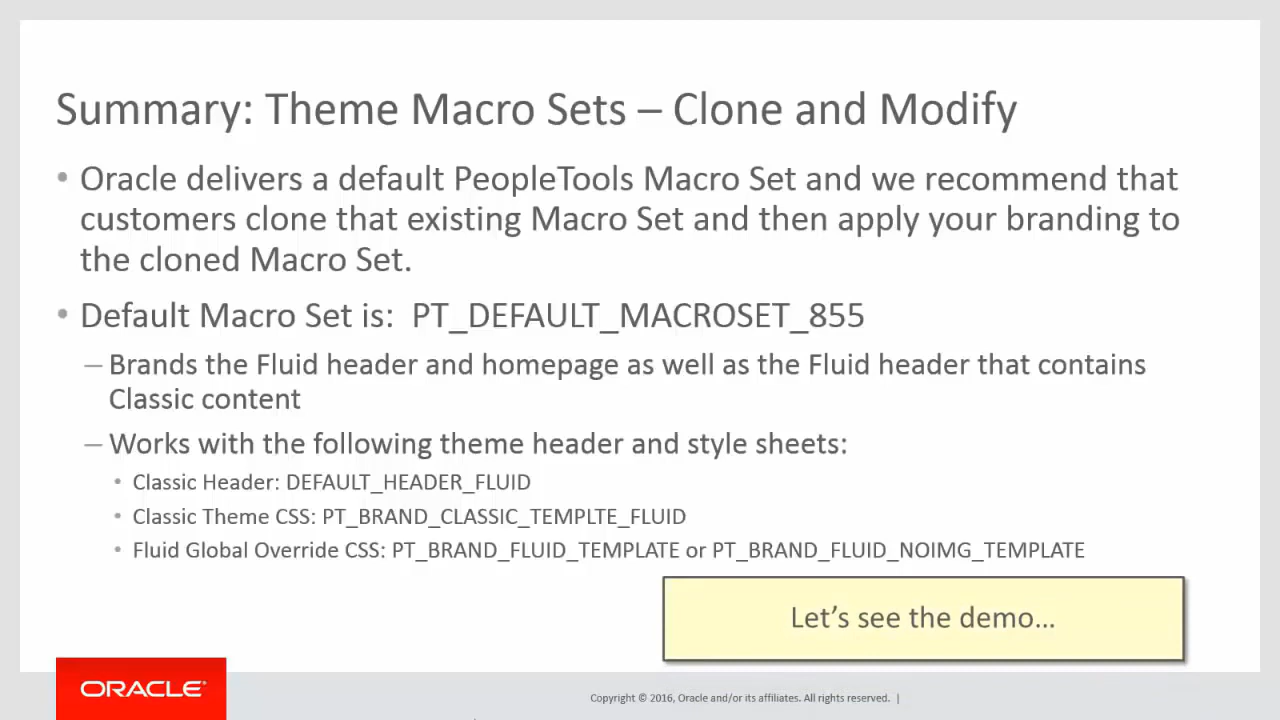 Summary: Theme Macro Sets – Clone and Modify
• Oracle delivers a default PeopleTools Macro Set and we recommend that
customers clone that existing Macro Set and then apply your branding to
the cloned Macro Set.
• Default Macro Set is: PT_DEFAULT_MACROSET_855
– Brands the Fluid header and homepage as well as the Fluid header that contains
Classic content
– Works with the following theme header and style sheets:
• Classic Header: DEFAULT_HEADER_FLUID
• Classic Theme CSS: PT_BRAND_CLASSIC_TEMPLTE_FLUID
• Fluid Global Override CSS: PT_BRAND_FLUID_TEMPLATE or PT_BRAND_FLUID_NOIMG_TEMPLATE
Let’s see the demo…
ORACLE®
Copyright © 2016, Oracle and/or its affiliates. All rights reserved. |